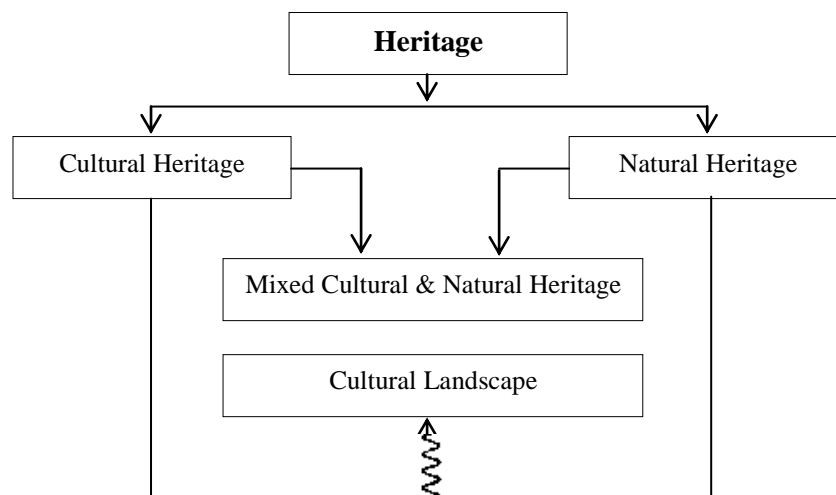 Heritage
Cultural Heritage
Natural Heritage
Mixed Cultural & Natural Heritage
Cultural Landscape